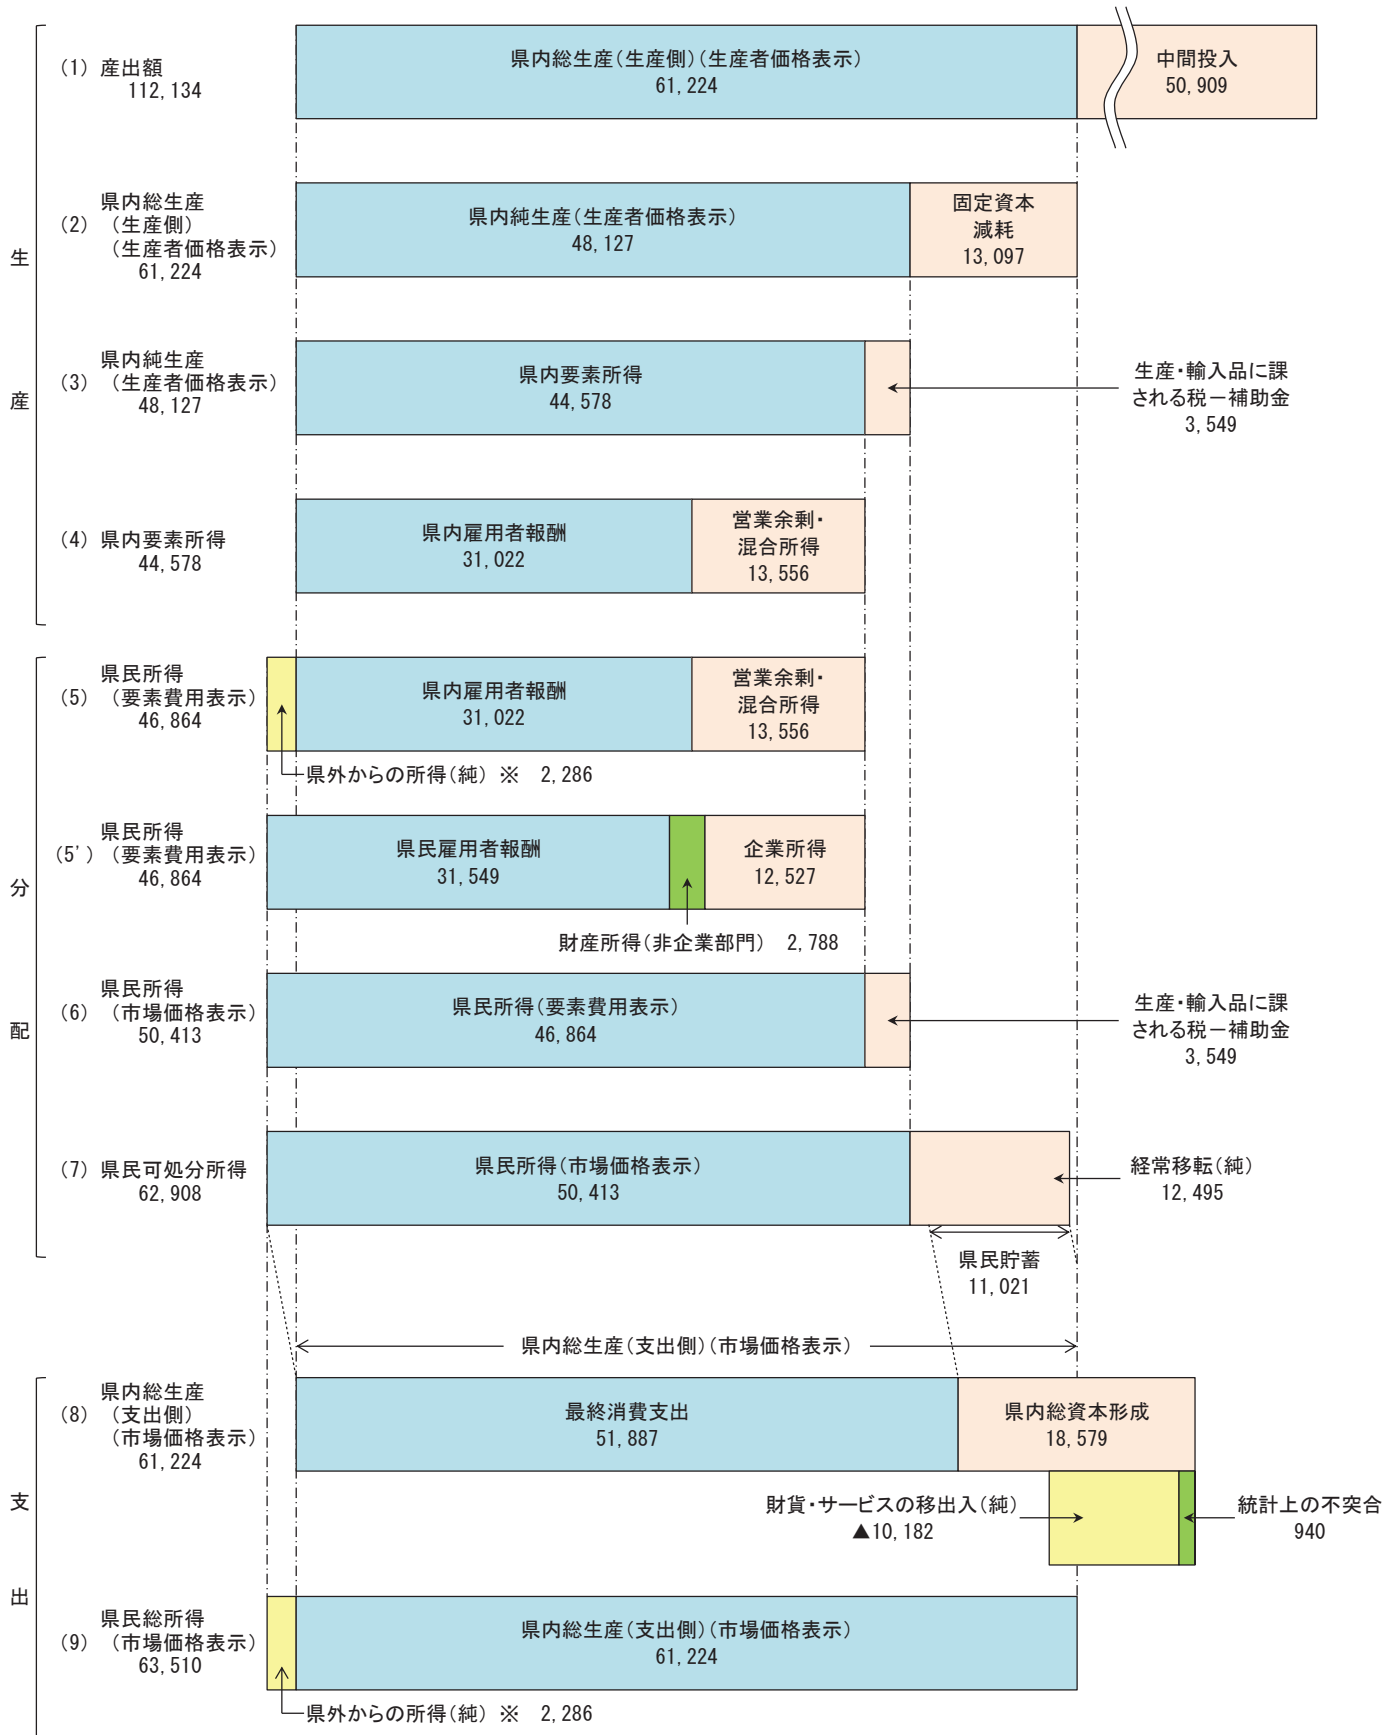 生
産
(1) 産出額
112,134
県内総生産(生産側)(生産者価格表示)
61,224
中間投入
50,909
県内総生産
(2) (生産側)
(生産者価格表示)
61,224
県内純生産(生産者価格表示)
48,127
固定資本
減耗
13,097
県内純生産
(3) (生産者価格表示)
48,127
県内要素所得
44,578
生産・輸入品に課
される税－補助金
3,549
(4) 県内要素所得
44,578
県内雇用者報酬
31,022
営業余剰・
混合所得
13,556
分
配
県民所得
(5) (要素費用表示)
46,864
県内雇用者報酬
31,022
営業余剰・
混合所得
13,556
県外からの所得(純) ※ 2,286
県民所得
(5') (要素費用表示)
46,864
県民雇用者報酬
31,549
企業所得
12,527
財産所得(非企業部門) 2,788
県民所得
(6) (市場価格表示)
50,413
県民所得(要素費用表示)
46,864
生産・輸入品に課
される税－補助金
3,549
(7) 県民可処分所得
62,908
県民所得(市場価格表示)
50,413
経常移転(純)
12,495
県民貯蓄
11,021
支
出
県内総生産(支出側)(市場価格表示)
県内総生産
(8) (支出側)
(市場価格表示)
61,224
最終消費支出
51,887
県内総資本形成
18,579
財貨・サービスの移出入(純)
▲10,182
統計上の不突合
940
県民総所得
(9) (市場価格表示)
63,510
県内総生産(支出側)(市場価格表示)
61,224
県外からの所得(純) ※ 2,286